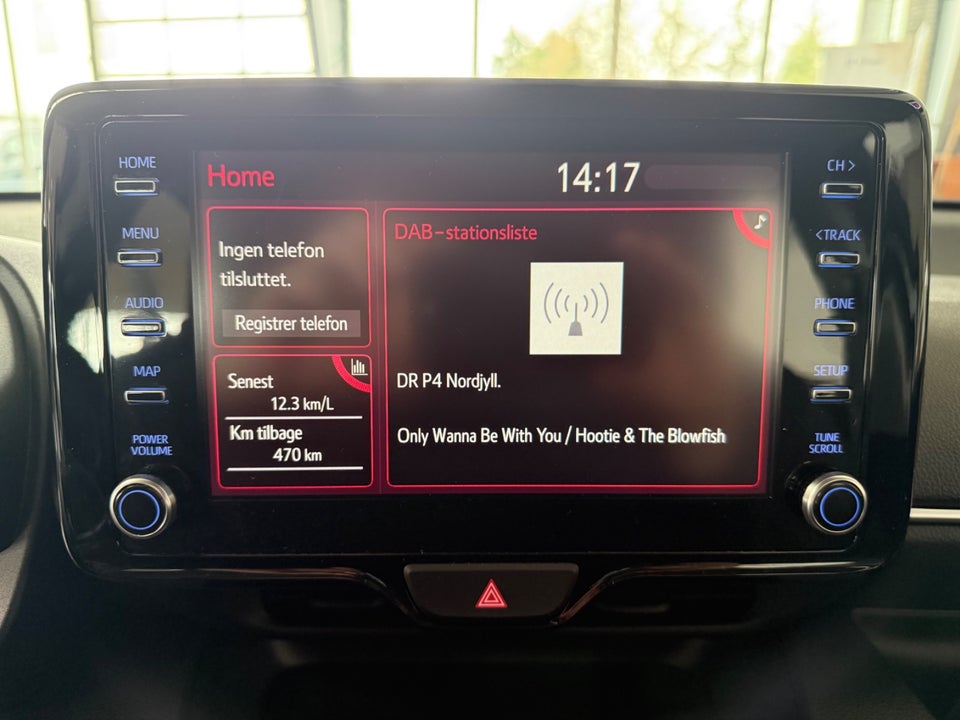 HOME
MENU
AUDIO
MAP
POWER
VOLUME
Home
14:17
Ingen telefon
tilsluttet.
Registrer telefon
Senest
12.3 km/L
Km tilbage
470 km
DAB-stationsliste
DR P4 Nordjyll.
Only Wanna Be With You / Hootie & The Blowfish
CH >
< TRACK
PHONE
SETUP
TUNE
SCROLL